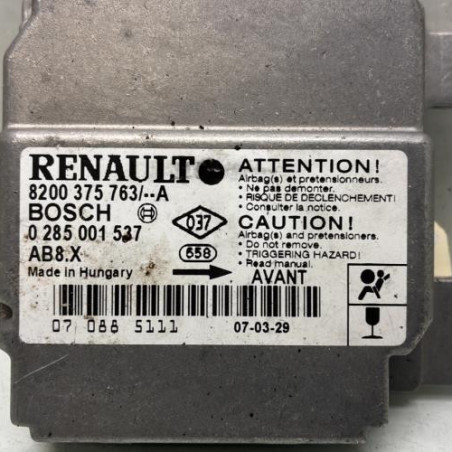 RENAULT
8200 375 763/--A
BOSCH
0 285 001 537
AB8.X
Made in Hungary
037
658
ATTENTION!
Airbag(s) et pretensionneurs.
• Ne pas demonter.
• RISQUE DE DECLENCHEMENT!
• Consulter la notice.
CAUTION!
Airbag(s) and pretensioners.
• Do not remove.
• TRIGGERING HAZARD!
• Read manual.
AVANT
07 088 5111
07-03-29